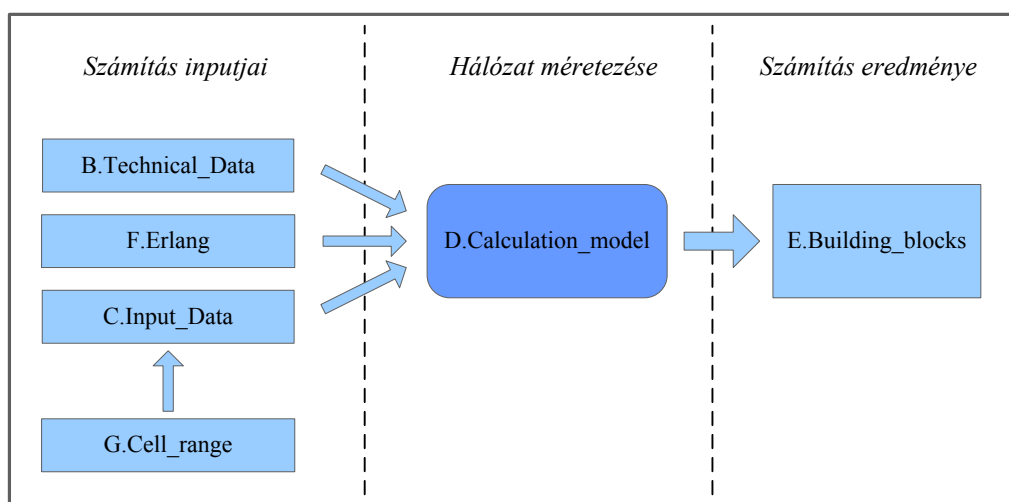 Számítás inputjai
Hálózat méretezése
Számítás eredménye
B.Technical_Data
F.Erlang
D.Calculation_model
E.Building_blocks
C.Input_Data
G.Cell_range